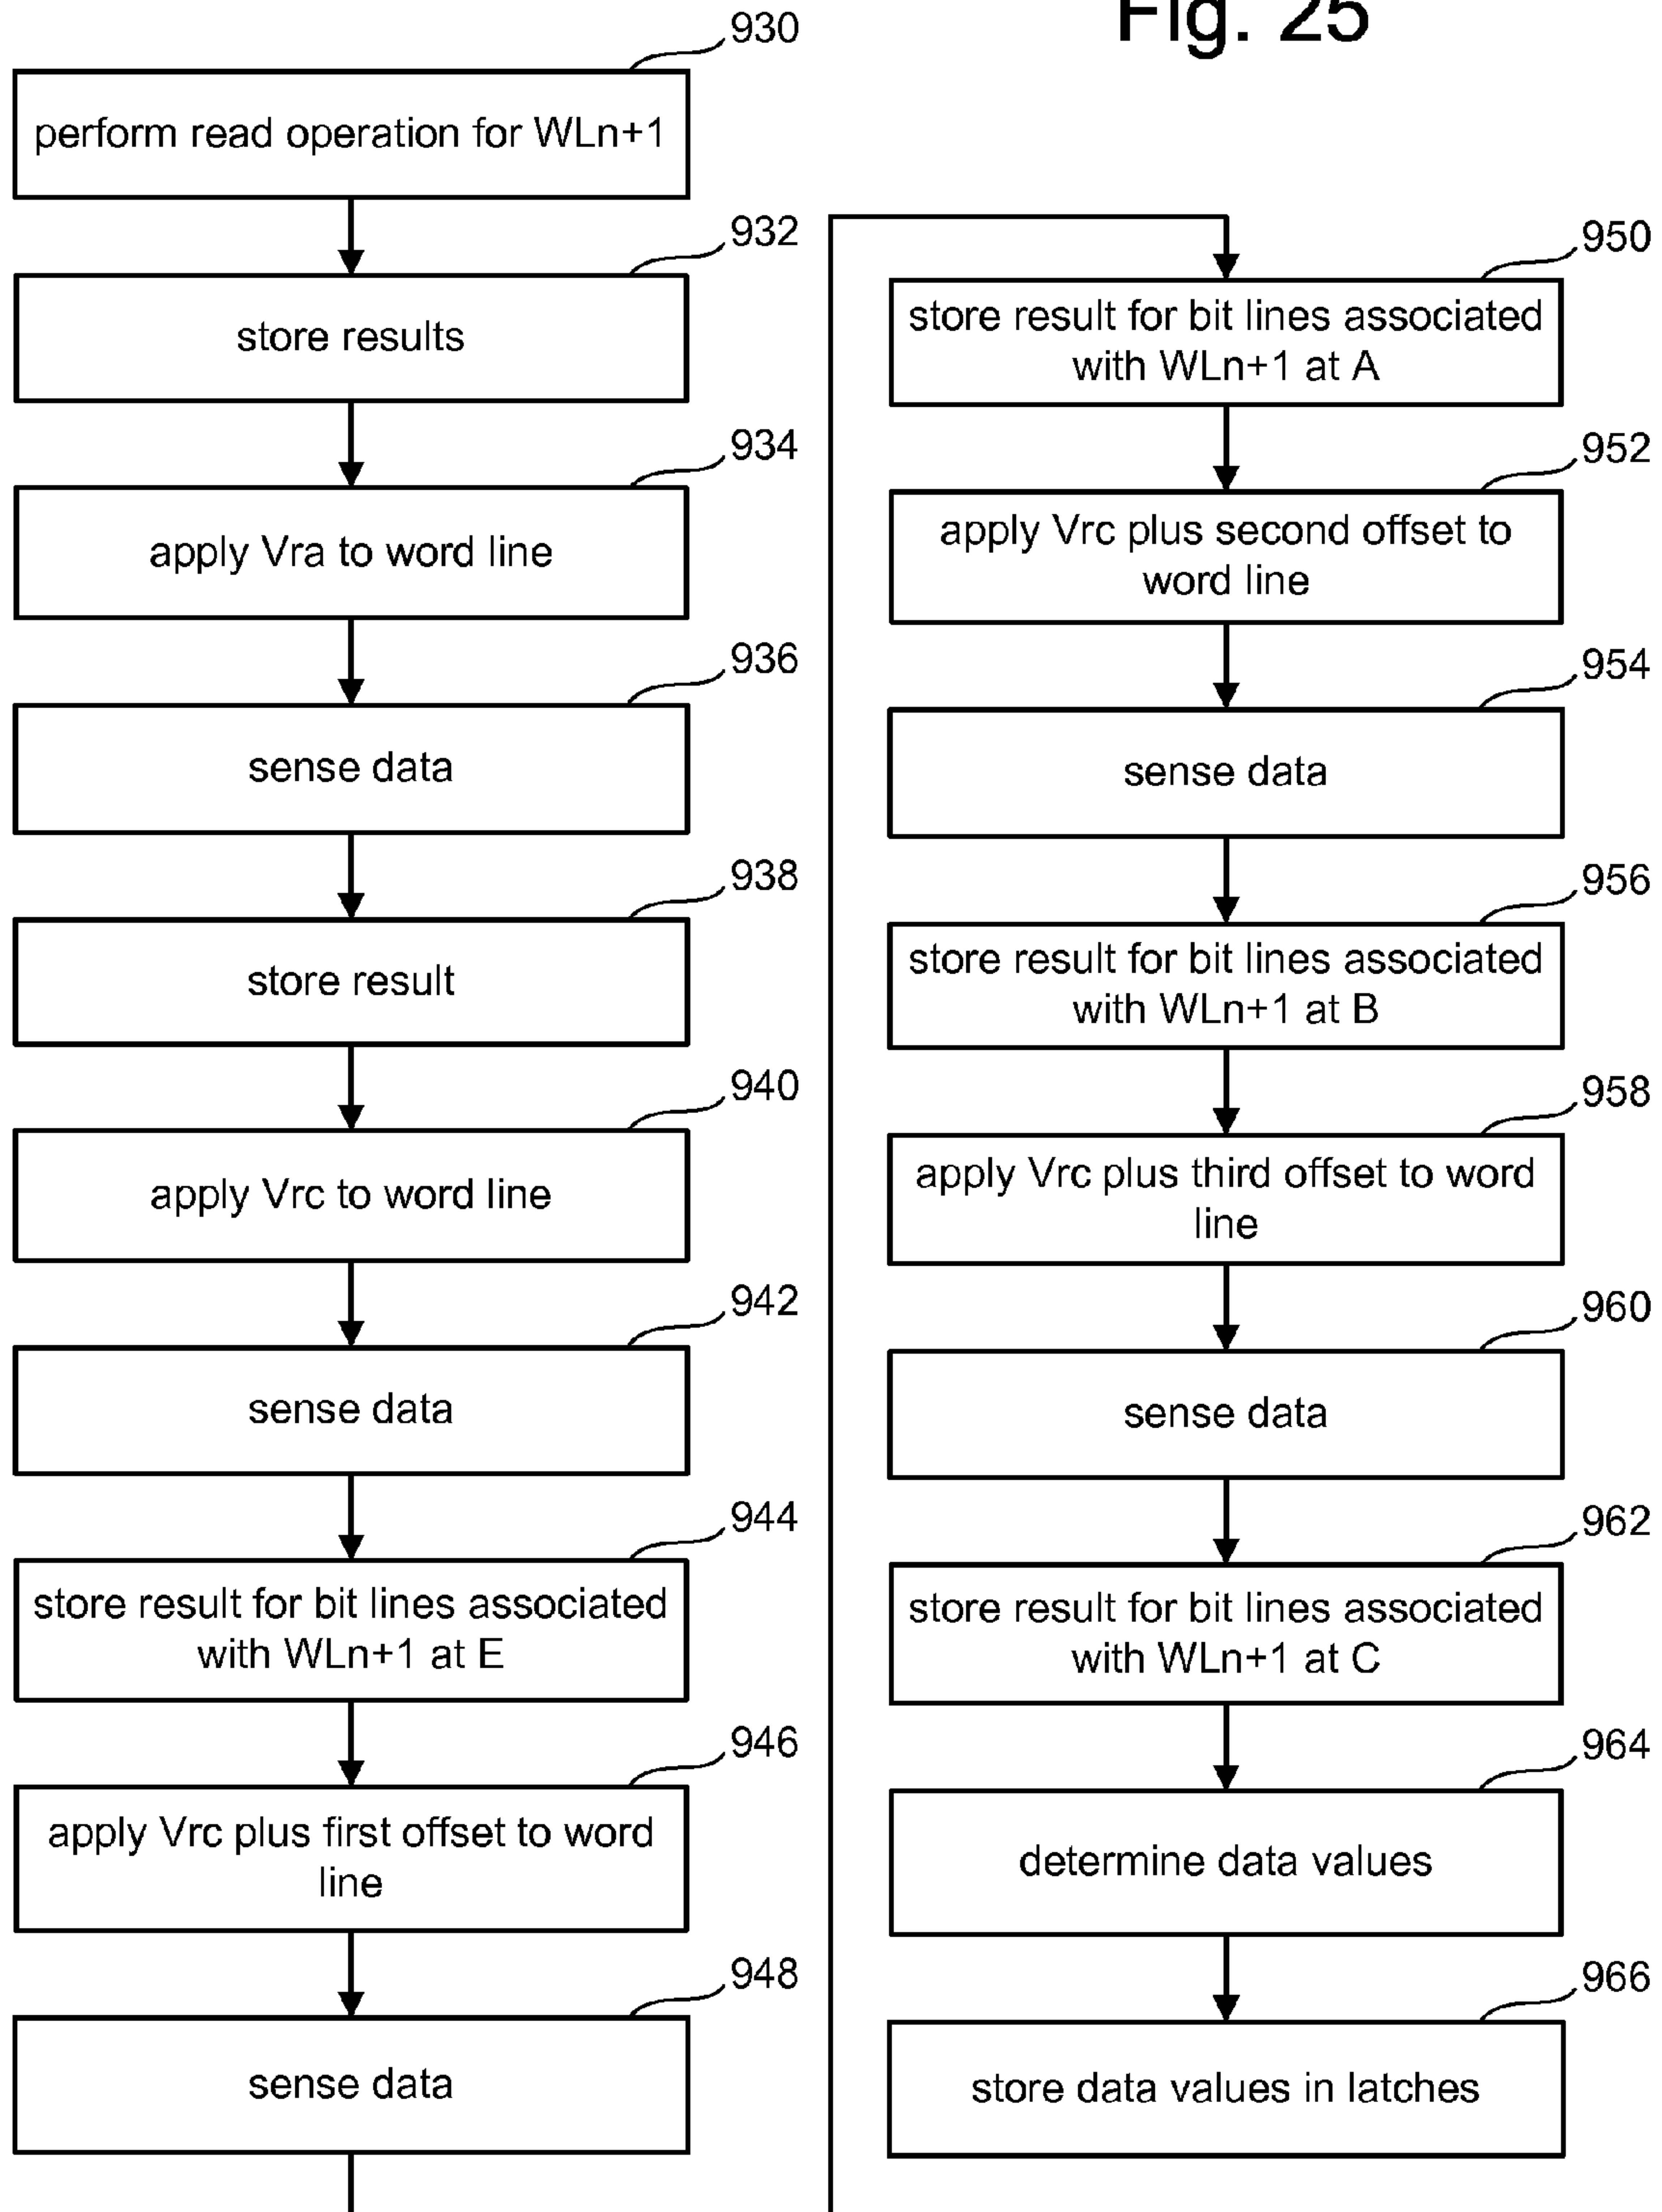 Fig. 25
930
perform read operation for WLn+1
932
store results
934
apply Vra to word line
936
sense data
938
store result
940
apply Vrc to word line
942
sense data
944
store result for bit lines associated
with WLn+1 at E
946
apply Vrc plus first offset to word
line
948
sense data
950
store result for bit lines associated
with WLn+1 at A
952
apply Vrc plus second offset to
word line
954
sense data
956
store result for bit lines associated
with WLn+1 at B
958
apply Vrc plus third offset to word
line
960
sense data
962
store result for bit lines associated
with WLn+1 at C
964
determine data values
966
store data values in latches